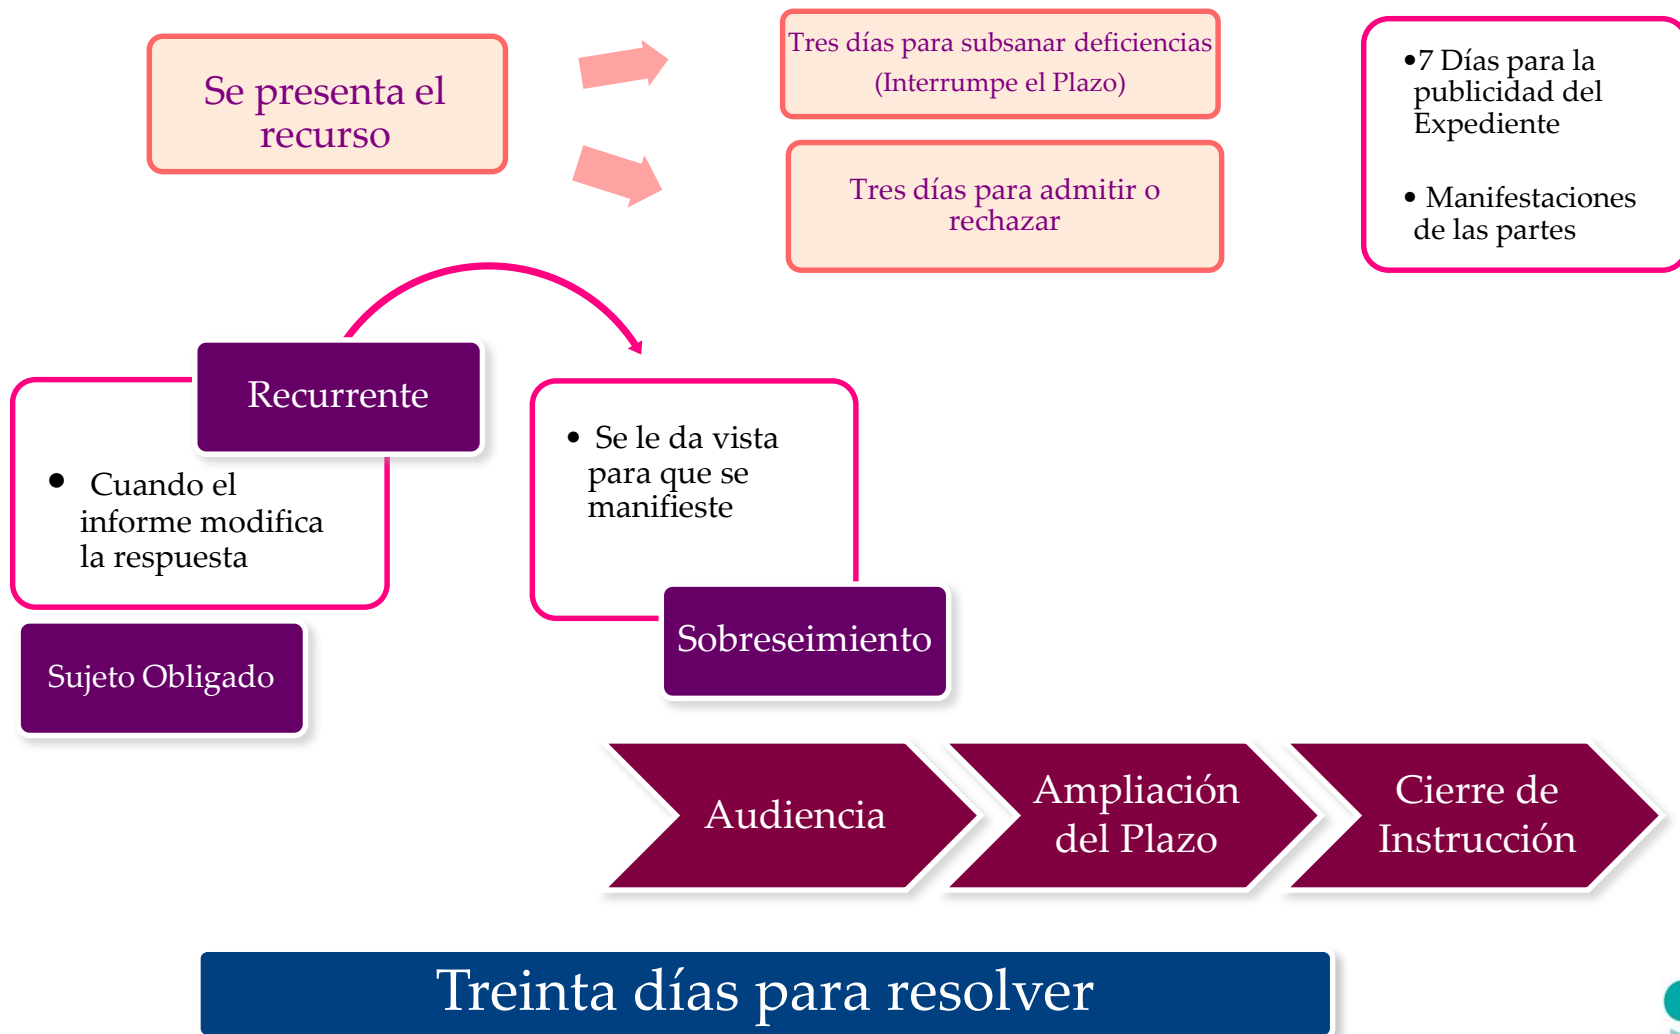 Se presenta el
recurso
Tres días para subsanar deficiencias
(Interrumpe el Plazo)
Tres días para admitir o
rechazar
•7 Días para la
publicidad del
Expediente
• Manifestaciones
de las partes
Recurrente
• Cuando el
informe modifica
la respuesta
Sujeto Obligado
• Se le da vista
para que se
manifieste
Sobreseimiento
Audiencia
Ampliación
del Plazo
Cierre de
Instrucción
Treinta días para resolver